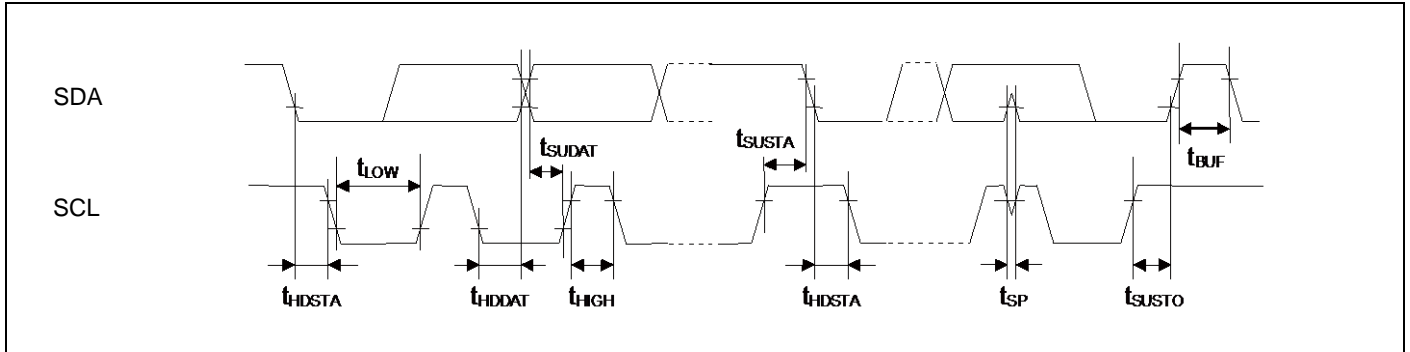 SDA
tSUDAT
tSUSTA
tBUF
tLOW
SCL
tHDSTA
tHDDAT
tHIGH
tHDSTA
tSP
tSUSTO